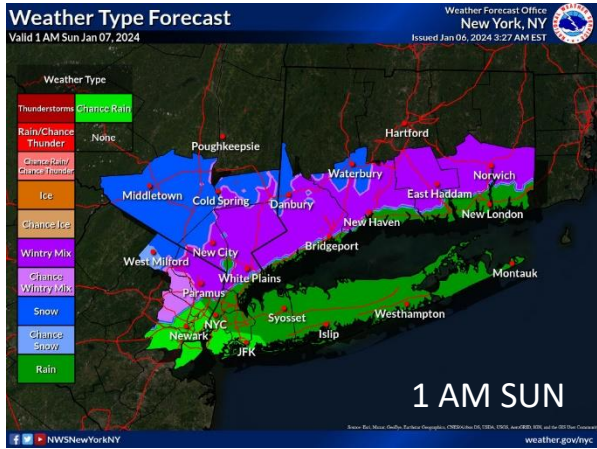 Weather Type Forecast
Valid 1 AM Sun Jan 07, 2024
Weather Forecast Office
New York, NY
Issued Jan 06, 2024 3:27 AM EST
Weather Type
Thunderstorms
Chance Rain
Rain/Chance
Thunder
None
Chance Rain/
Chance Thunder
Ice
Chance Ice
Wintry Mix
Chance
Wintry Mix
Snow
Chance
Snow
Rain
Poughkeepsie
Hartford
Middletown
Cold Spring
Danbury
Waterbury
Norwich
East Haddam
New London
New Haven
Bridgeport
West Milford
New City
White Plains
Paramus
Montauk
NYC
Newark
Syosset
Westhampton
Islip
JFK
1 AM SUN
NWSNewYorkNY
weather.gov/nyc